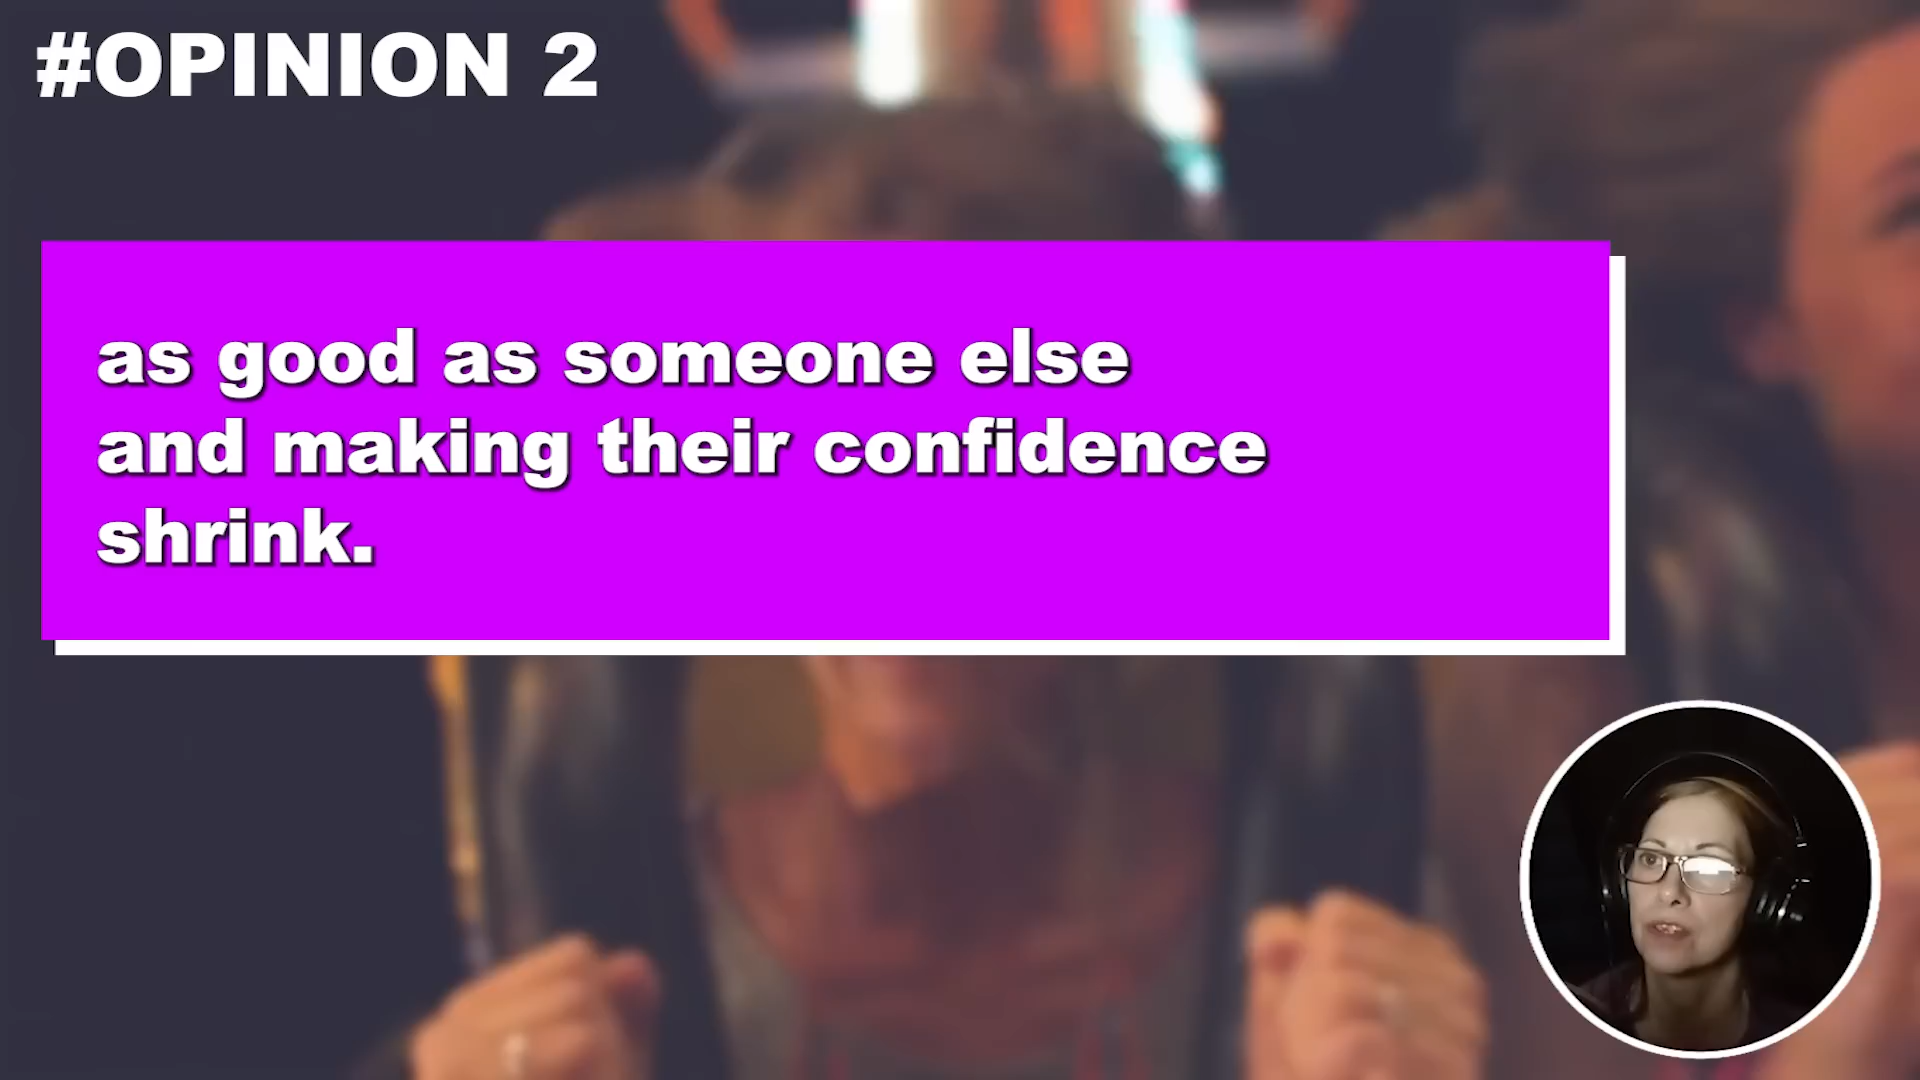 #OPINION 2
as good as someone else
and making their confidence
shrink.